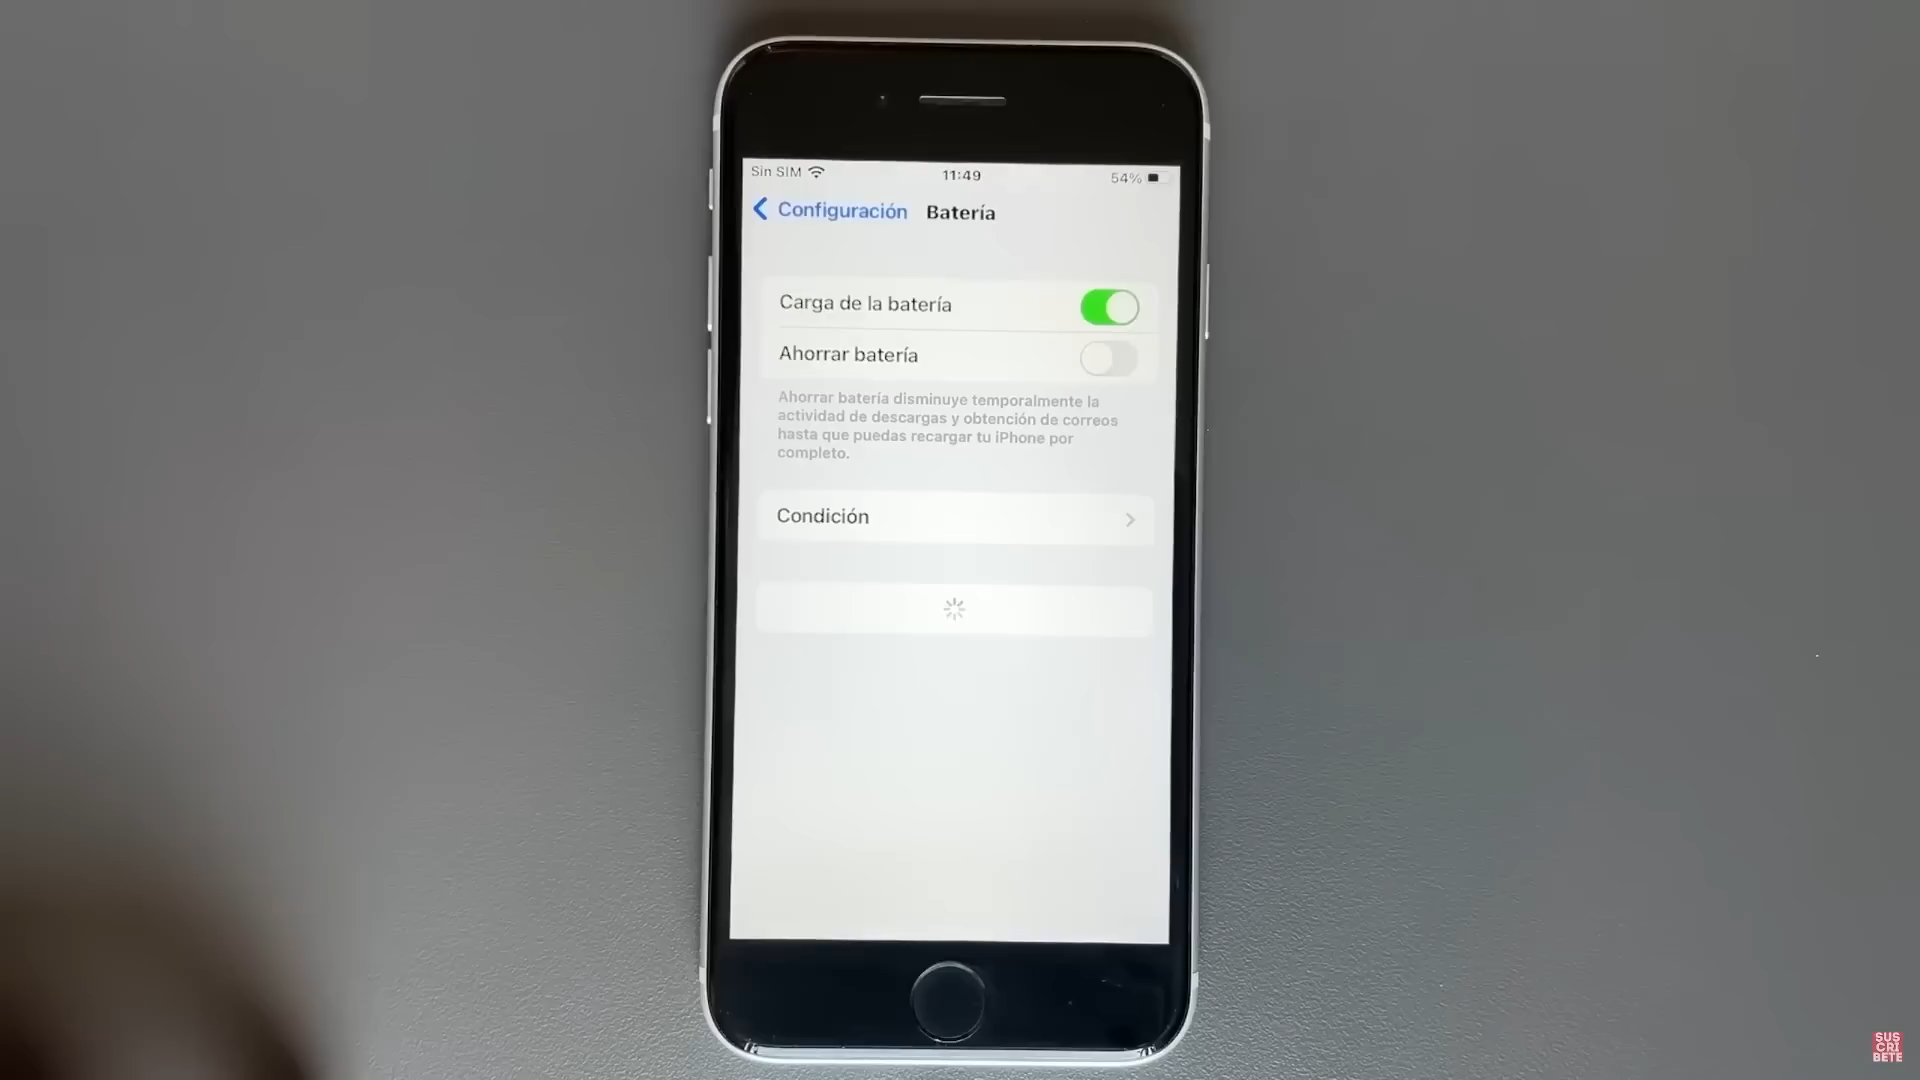 Sin SIM
11:49
54%
Configuración
Batería
Carga de la batería
Ahorrar batería
Ahorrar batería disminuye temporalmente la
actividad de descargas y obtención de correos
hasta que puedas recargar tu iPhone por
completo.
Condición
SUS
CRI
BETE